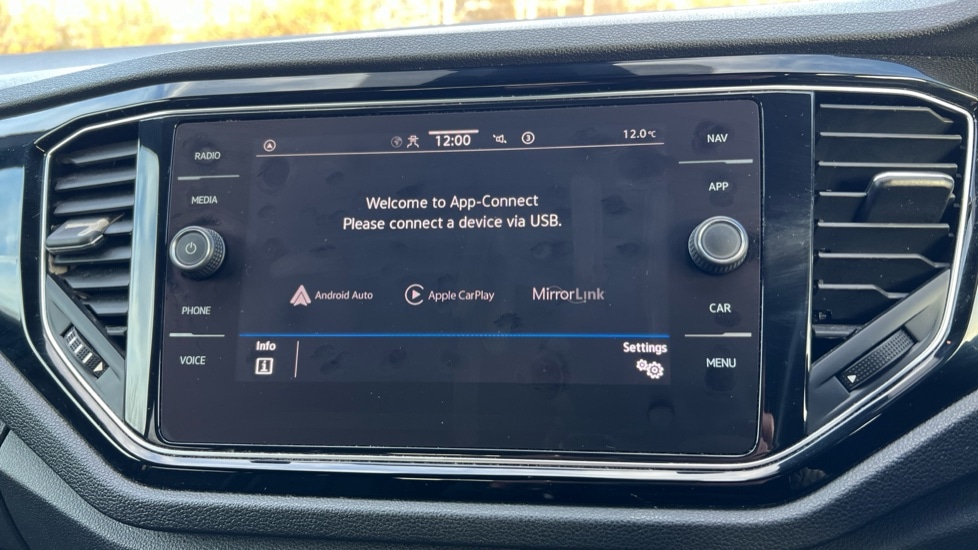 RADIO
MEDIA
PHONE
VOICE
12:00
3
12.0°C
Welcome to App-Connect
Please connect a device via USB.
Android Auto
Apple CarPlay
MirrorLink
Info
Settings
NAV
APP
CAR
MENU